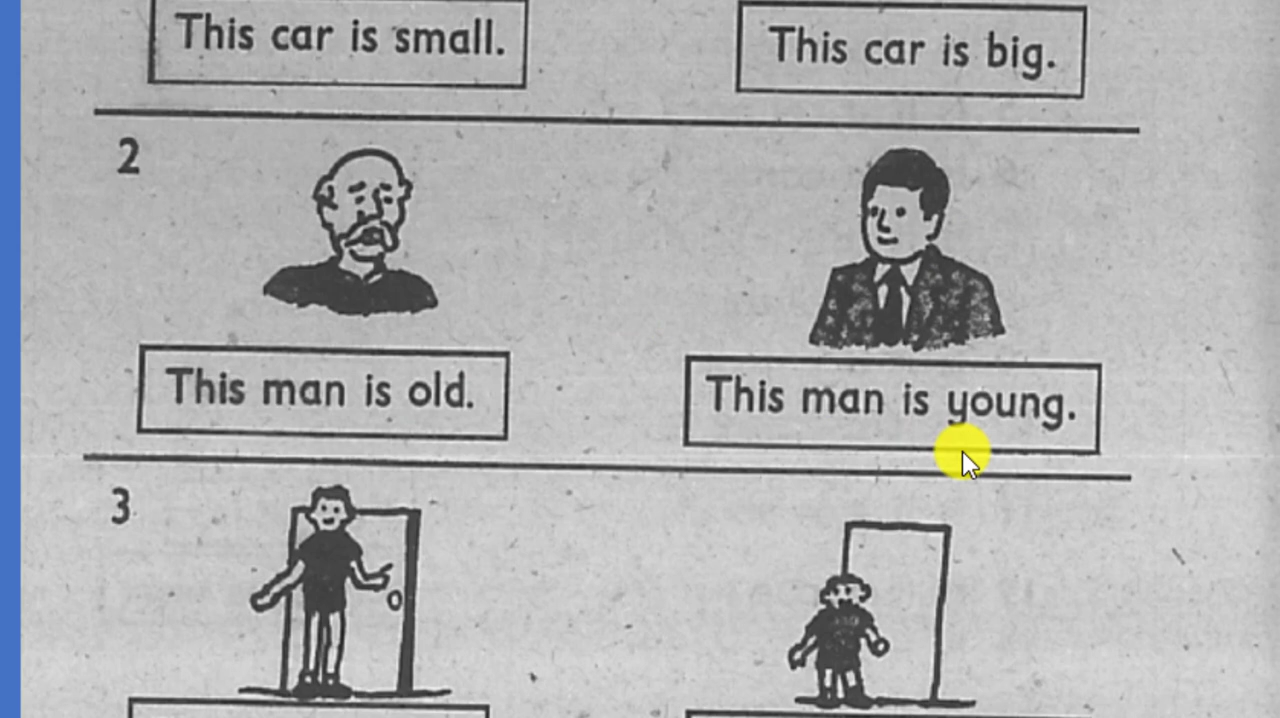 This car is small.
This car is big.
2
This man is old.
This man is young.
3